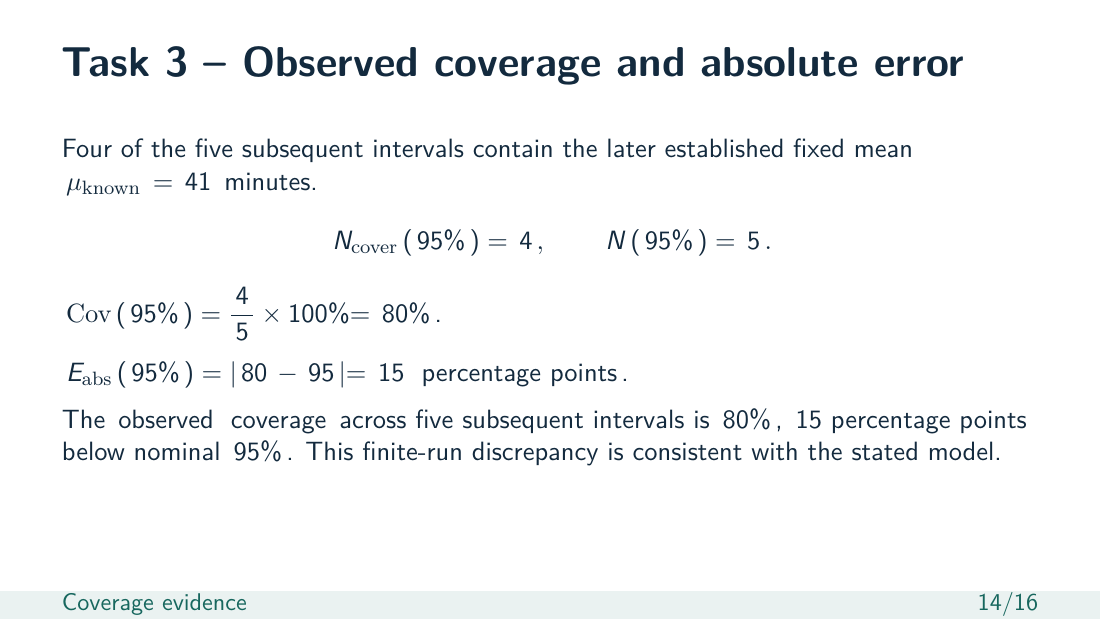 Task 3 – Observed coverage and absolute error
Four of the five subsequent intervals contain the later established fixed mean
μ_known = 41 minutes.
N_cover (95%) = 4, N (95%) = 5.
Cov (95%) = 4/5 × 100% = 80%.
E_abs (95%) = |80 − 95| = 15 percentage points.
The observed coverage across five subsequent intervals is 80%, 15 percentage points
below nominal 95%. This finite-run discrepancy is consistent with the stated model.
Coverage evidence 14/16